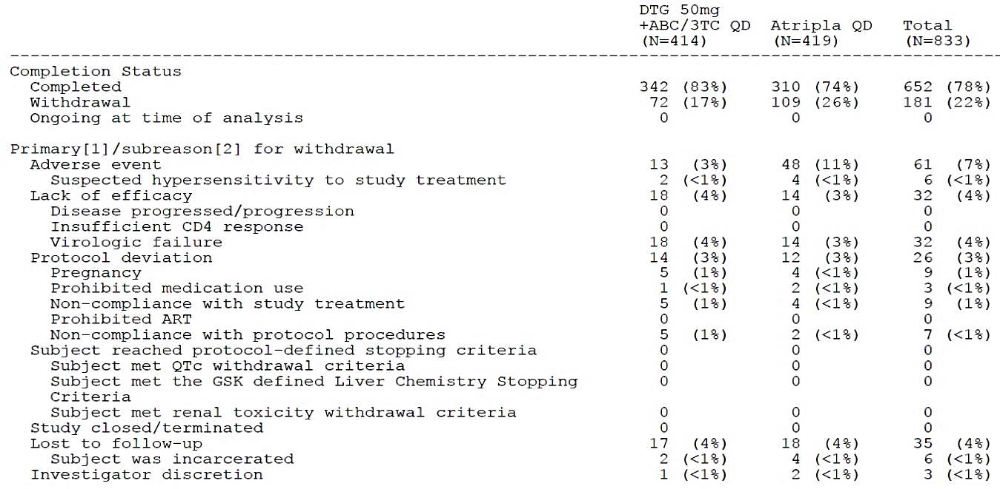 DTG 50mg
+ABC/3TC QD Atripla QD Total
(N=414) (N=419) (N=833)
Completion Status
Completed 342 (83%) 310 (74%) 652 (78%)
Withdrawal 72 (17%) 109 (26%) 181 (22%)
Ongoing at time of analysis 0 0 0
Primary[1]/subreason[2] for withdrawal
Adverse event 13 (3%) 48 (11%) 61 (7%)
Suspected hypersensitivity to study treatment 2 (<1%) 4 (<1%) 6 (<1%)
Lack of efficacy 18 (4%) 14 (3%) 32 (4%)
Disease progressed/progression 0 0 0
Insufficient CD4 response 0 0 0
Virologic failure 18 (4%) 14 (3%) 32 (4%)
Protocol deviation 14 (3%) 12 (3%) 26 (3%)
Pregnancy 5 (1%) 4 (<1%) 9 (1%)
Prohibited medication use 1 (<1%) 2 (<1%) 3 (<1%)
Non-compliance with study treatment 5 (1%) 4 (<1%) 9 (1%)
Prohibited ART 0 0 0
Non-compliance with protocol procedures 5 (1%) 2 (<1%) 7 (<1%)
Subject reached protocol-defined stopping criteria 0 0 0
Subject met QTc withdrawal criteria 0 0 0
Subject met the GSK defined Liver Chemistry Stopping 0 0 0
Criteria
Subject met renal toxicity withdrawal criteria 0 0 0
Study closed/terminated 0 0 0
Lost to follow-up 17 (4%) 18 (4%) 35 (4%)
Subject was incarcerated 2 (<1%) 4 (<1%) 6 (<1%)
Investigator discretion 1 (<1%) 2 (<1%) 3 (<1%)